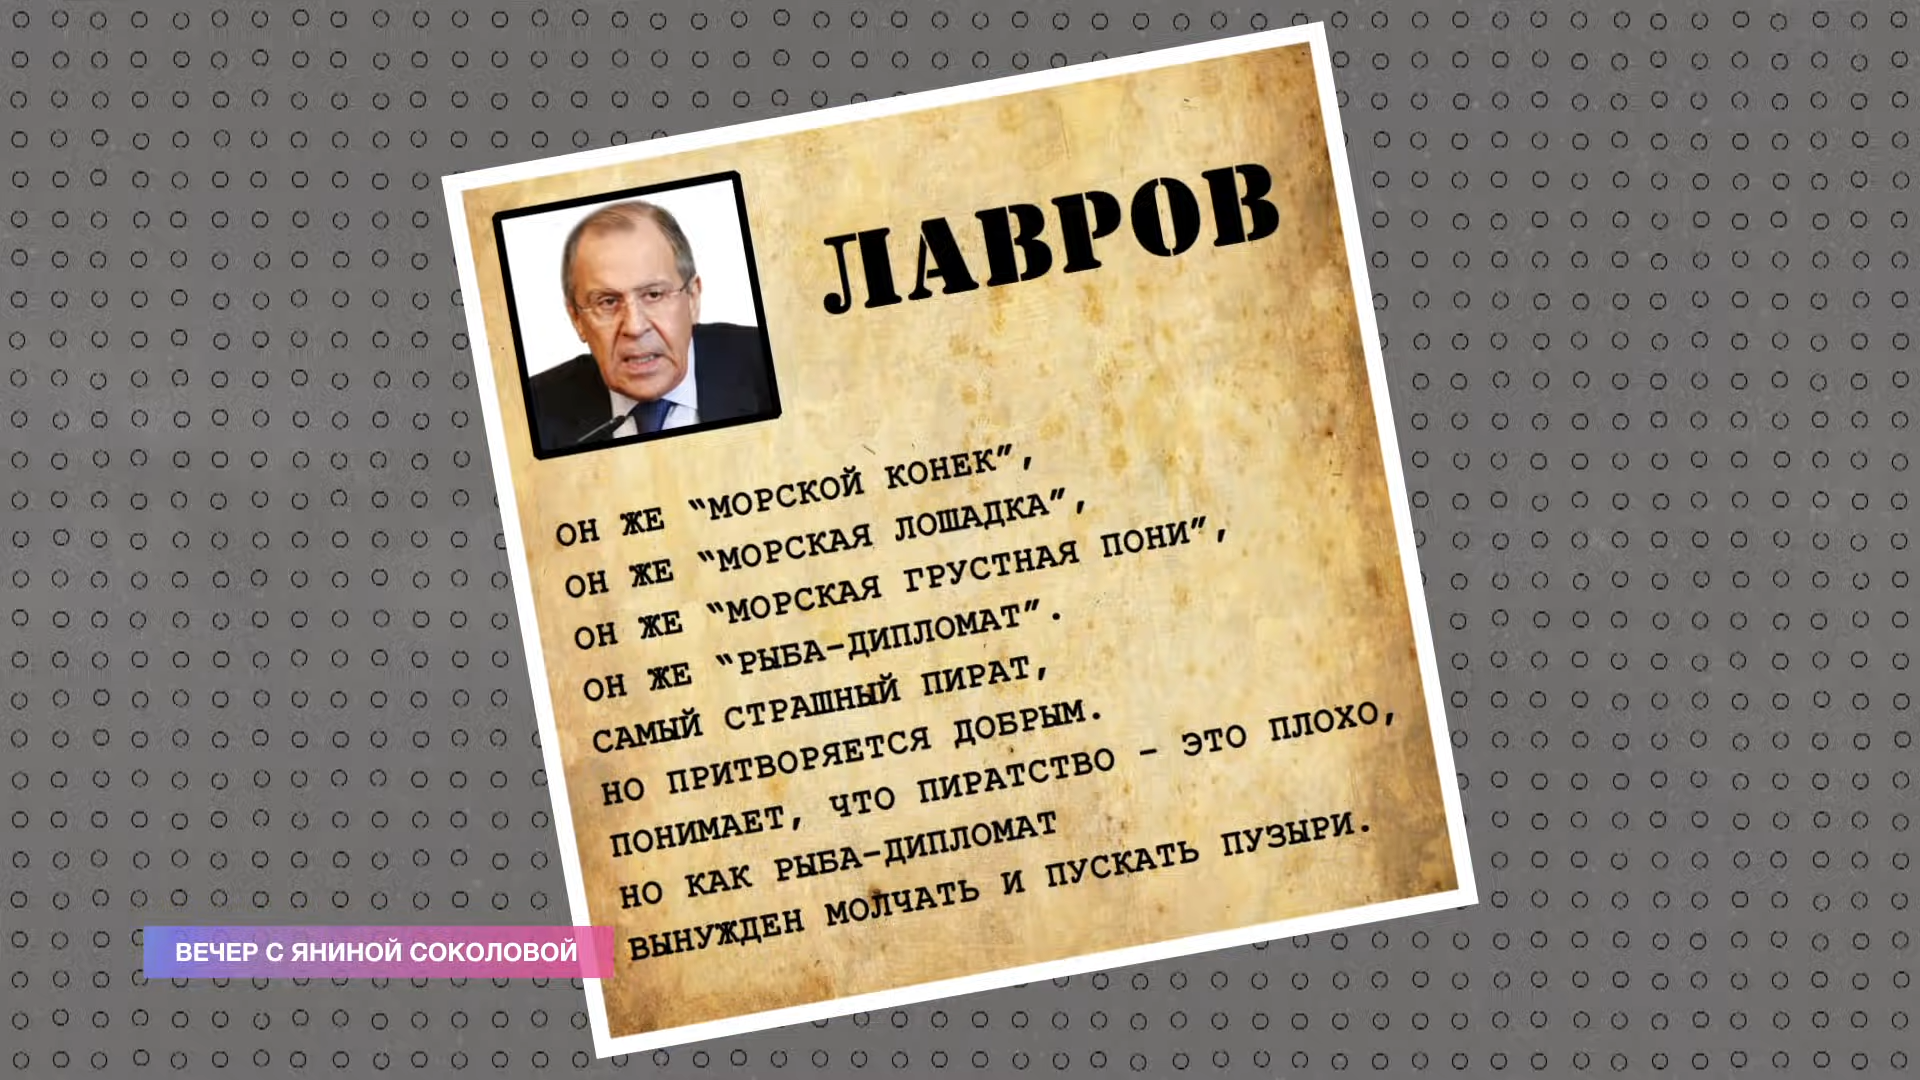 ЛАВРОВ
ОН ЖЕ “МОРСКОЙ КОНЕК”,
ОН ЖЕ “МОРСКАЯ ЛОШАДКА”,
ОН ЖЕ “МОРСКАЯ ГРУСТНАЯ ПОНИ”,
ОН ЖЕ “РЫБА-ДИПЛОМАТ”.
САМЫЙ СТРАШНЫЙ ПИРАТ,
НО ПРИТВОРЯЕТСЯ ДОБРЫМ.
ПОНИМАЕТ, ЧТО ПИРАТСТВО – ЭТО ПЛОХО,
НО КАК РЫБА-ДИПЛОМАТ
ВЫНУЖДЕН МОЛЧАТЬ И ПУСКАТЬ ПУЗЫРИ.
ВЕЧЕР С ЯНИНОЙ СОКОЛОВОЙ